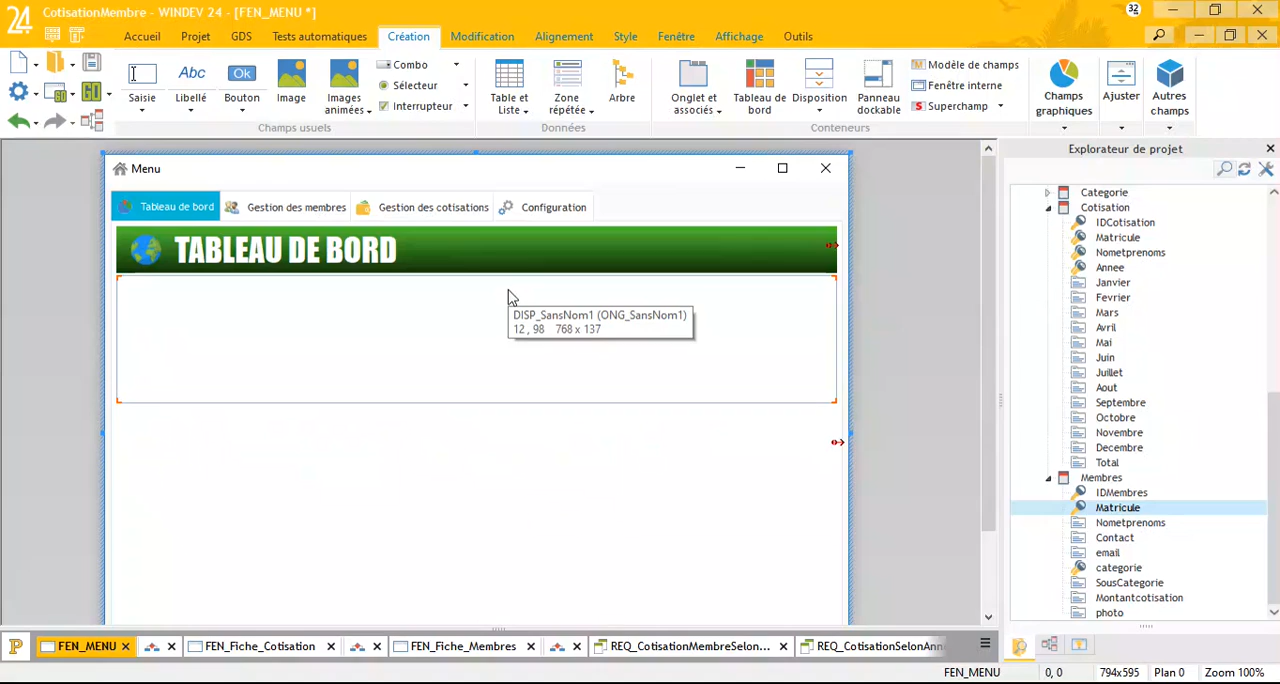 24 CotisationMembre - WINDEV 24 - [FEN_MENU *] 32
Accueil Projet GDS Tests automatiques Création Modification Alignement Style Fenêtre Affichage Outils
Saisie
Abc Libellé
Ok Bouton
Image
Images animées
Combo
Sélecteur
Interrupteur
Champs usuels
Table et Liste
Zone répétée
Arbre
Données
Onglet et associés
Tableau de bord
Disposition
Panneau dockable
Modèle de champs
Fenêtre interne
Superchamp
Conteneurs
Champs graphiques
Ajuster
Autres champs
GO GO
Menu
Tableau de bord Gestion des membres Gestion des cotisations Configuration
TABLEAU DE BORD
DISP_SansNom1 (ONG_SansNom1)
12 , 98 768 x 137
Explorateur de projet
Categorie
Cotisation
IDCotisation
Matricule
Nometprenoms
Annee
Janvier
Fevrier
Mars
Avril
Mai
Juin
Juillet
Aout
Septembre
Octobre
Novembre
Decembre
Total
Membres
IDMembres
Matricule
Nometprenoms
Contact
email
categorie
SousCategorie
Montantcotisation
photo
P FEN_MENU FEN_Fiche_Cotisation FEN_Fiche_Membres REQ_CotisationMembreSelon... REQ_CotisationSelonAnn
FEN_MENU 0, 0 794x595 Plan 0 Zoom 100%